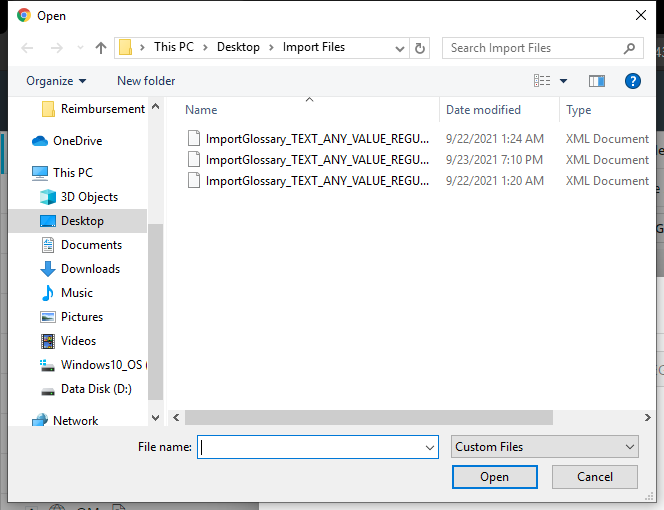 Open
This PC > Desktop > Import Files
Search Import Files
Organize
New folder
Reimbursement
OneDrive
This PC
3D Objects
Desktop
Documents
Downloads
Music
Pictures
Videos
Windows10_OS (
Data Disk (D:)
Network
Name Date modified Type
ImportGlossary_TEXT_ANY_VALUE_REGU... 9/22/2021 1:24 AM XML Document
ImportGlossary_TEXT_ANY_VALUE_REGU... 9/23/2021 7:10 PM XML Document
ImportGlossary_TEXT_ANY_VALUE_REGU... 9/22/2021 1:20 AM XML Document
File name:
Custom Files
Open
Cancel